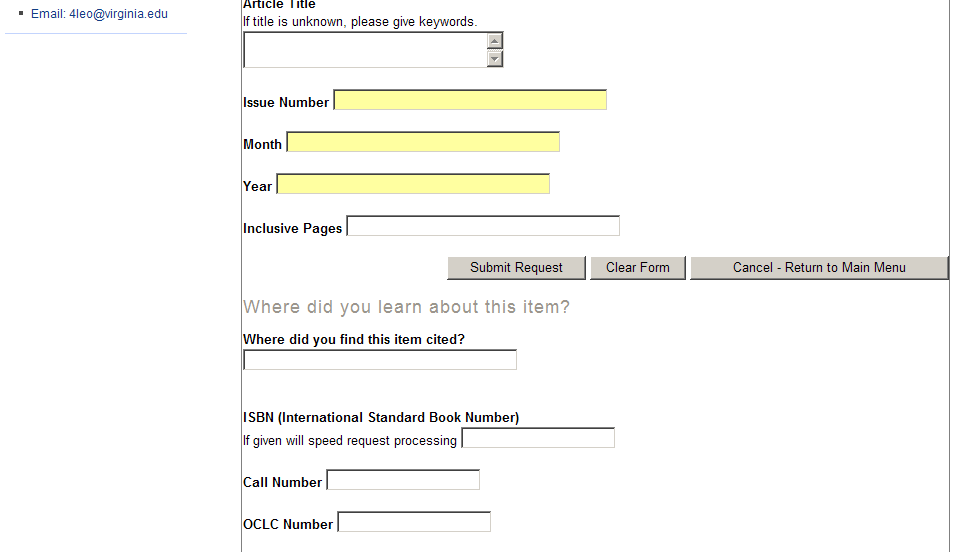 Email: 4leo@virginia.edu
Article Title
If title is unknown, please give keywords.
Issue Number
Month
Year
Inclusive Pages
Submit Request Clear Form Cancel - Return to Main Menu
Where did you learn about this item?
Where did you find this item cited?
ISBN (International Standard Book Number)
If given will speed request processing
Call Number
OCLC Number